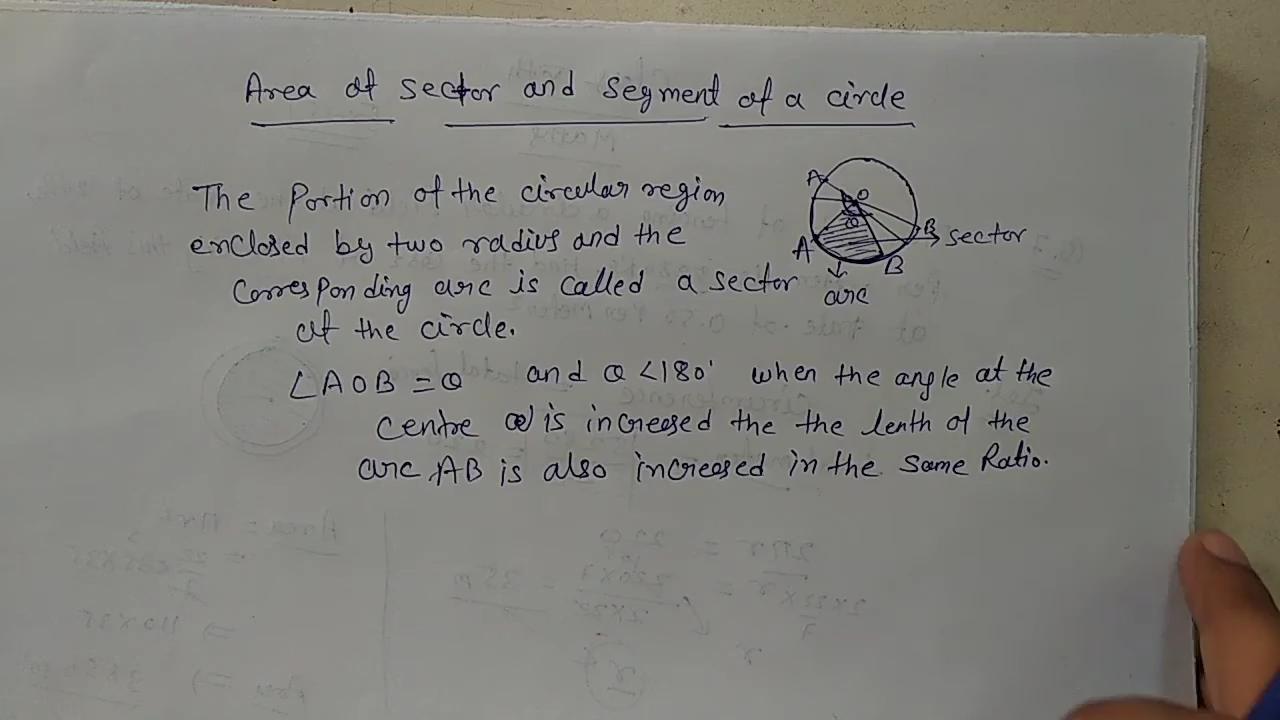 Area of sector and segment of a circle
The Portion of the circular region
enclosed by two radius and the
corresponding arc is called a sector
of the circle.
A
O
B
θ
A
B
sector
arc
∠AOB = θ and θ <180° when the angle at the
centre is increesed the the lenth of the
arc AB is also increased in the same Ratio.